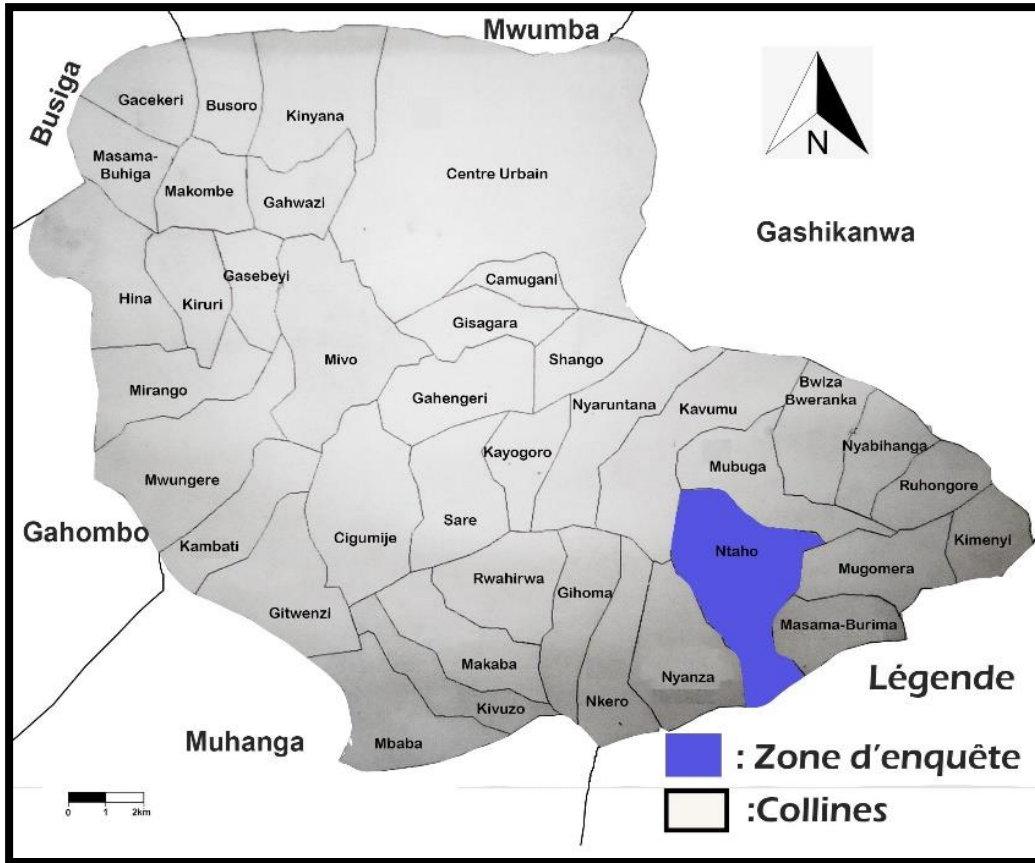 Mwumba
Busiga
Gacekeri
Busoro
Kinyana
Masama-
Buhiga
Makombe
Gahwazi
Centre Urbain
N
Gashikanwa
Hina
Kiruri
Gasebeyi
Camugani
Gisagara
Mivo
Shango
Mirango
Gahengeri
Nyaruntana
Kavumu
Bwiza
Bweranka
Nyabihanga
Kayogoro
Mubuga
Ruhongore
Mwungere
Sare
Cigumije
Gahombo
Kambati
Ntaho
Kimenyi
Mugomera
Rwahirwa
Gihoma
Gitwenzi
Masama-Burima
Makaba
Nyanza
Nkero
Kivuzo
Mbaba
Muhanga
Légende
: Zone d'enquête
:Collines
0 1 2km